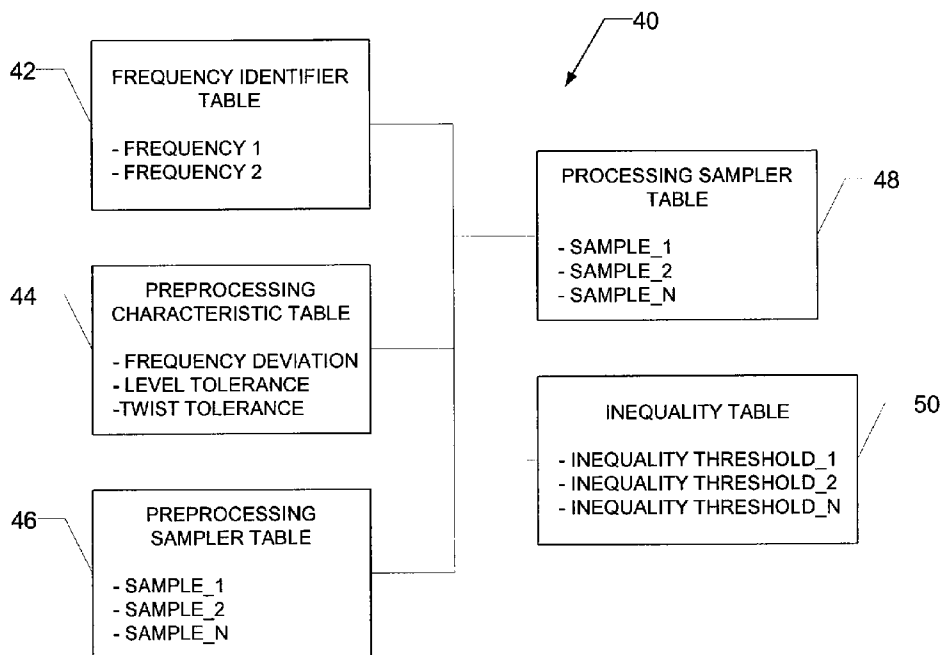 40
42
FREQUENCY IDENTIFIER
TABLE
- FREQUENCY 1
- FREQUENCY 2
44
PREPROCESSING
CHARACTERISTIC TABLE
- FREQUENCY DEVIATION
- LEVEL TOLERANCE
-TWIST TOLERANCE
46
PREPROCESSING
SAMPLER TABLE
- SAMPLE_1
- SAMPLE_2
- SAMPLE_N
PROCESSING SAMPLER
TABLE
- SAMPLE_1
- SAMPLE_2
- SAMPLE_N
48
INEQUALITY TABLE
- INEQUALITY THRESHOLD_1
- INEQUALITY THRESHOLD_2
- INEQUALITY THRESHOLD_N
50